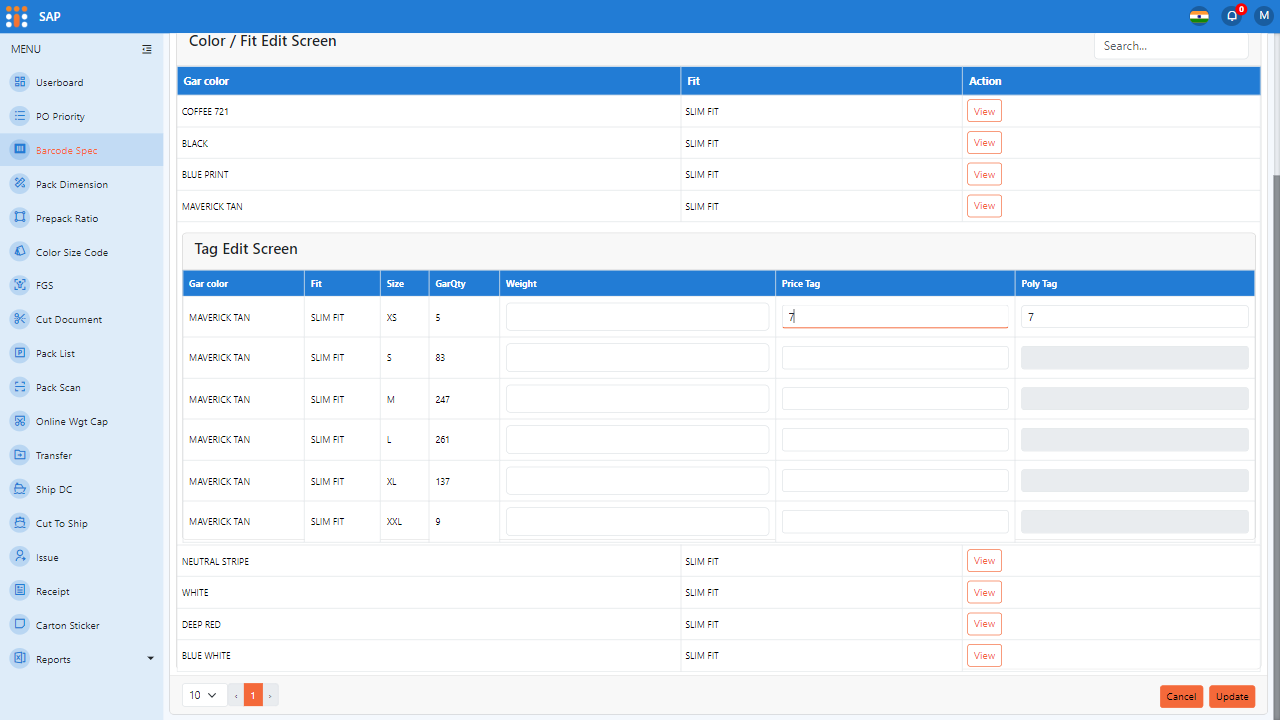 SAP
0
M
MENU
Userboard
PO Priority
Barcode Spec
Pack Dimension
Prepack Ratio
Color Size Code
FGS
Cut Document
Pack List
Pack Scan
Online Wgt Cap
Transfer
Ship DC
Cut To Ship
Issue
Receipt
Carton Sticker
Reports
Color / Fit Edit Screen
Search...
Gar color Fit Action
COFFEE 721 SLIM FIT View
BLACK SLIM FIT View
BLUE PRINT SLIM FIT View
MAVERICK TAN SLIM FIT View
Tag Edit Screen
Gar color Fit Size GarQty Weight Price Tag Poly Tag
MAVERICK TAN SLIM FIT XS 5 7 7
MAVERICK TAN SLIM FIT S 83
MAVERICK TAN SLIM FIT M 247
MAVERICK TAN SLIM FIT L 261
MAVERICK TAN SLIM FIT XL 137
MAVERICK TAN SLIM FIT XXL 9
NEUTRAL STRIPE SLIM FIT View
WHITE SLIM FIT View
DEEP RED SLIM FIT View
BLUE WHITE SLIM FIT View
10 ‹ 1 ›
Cancel Update